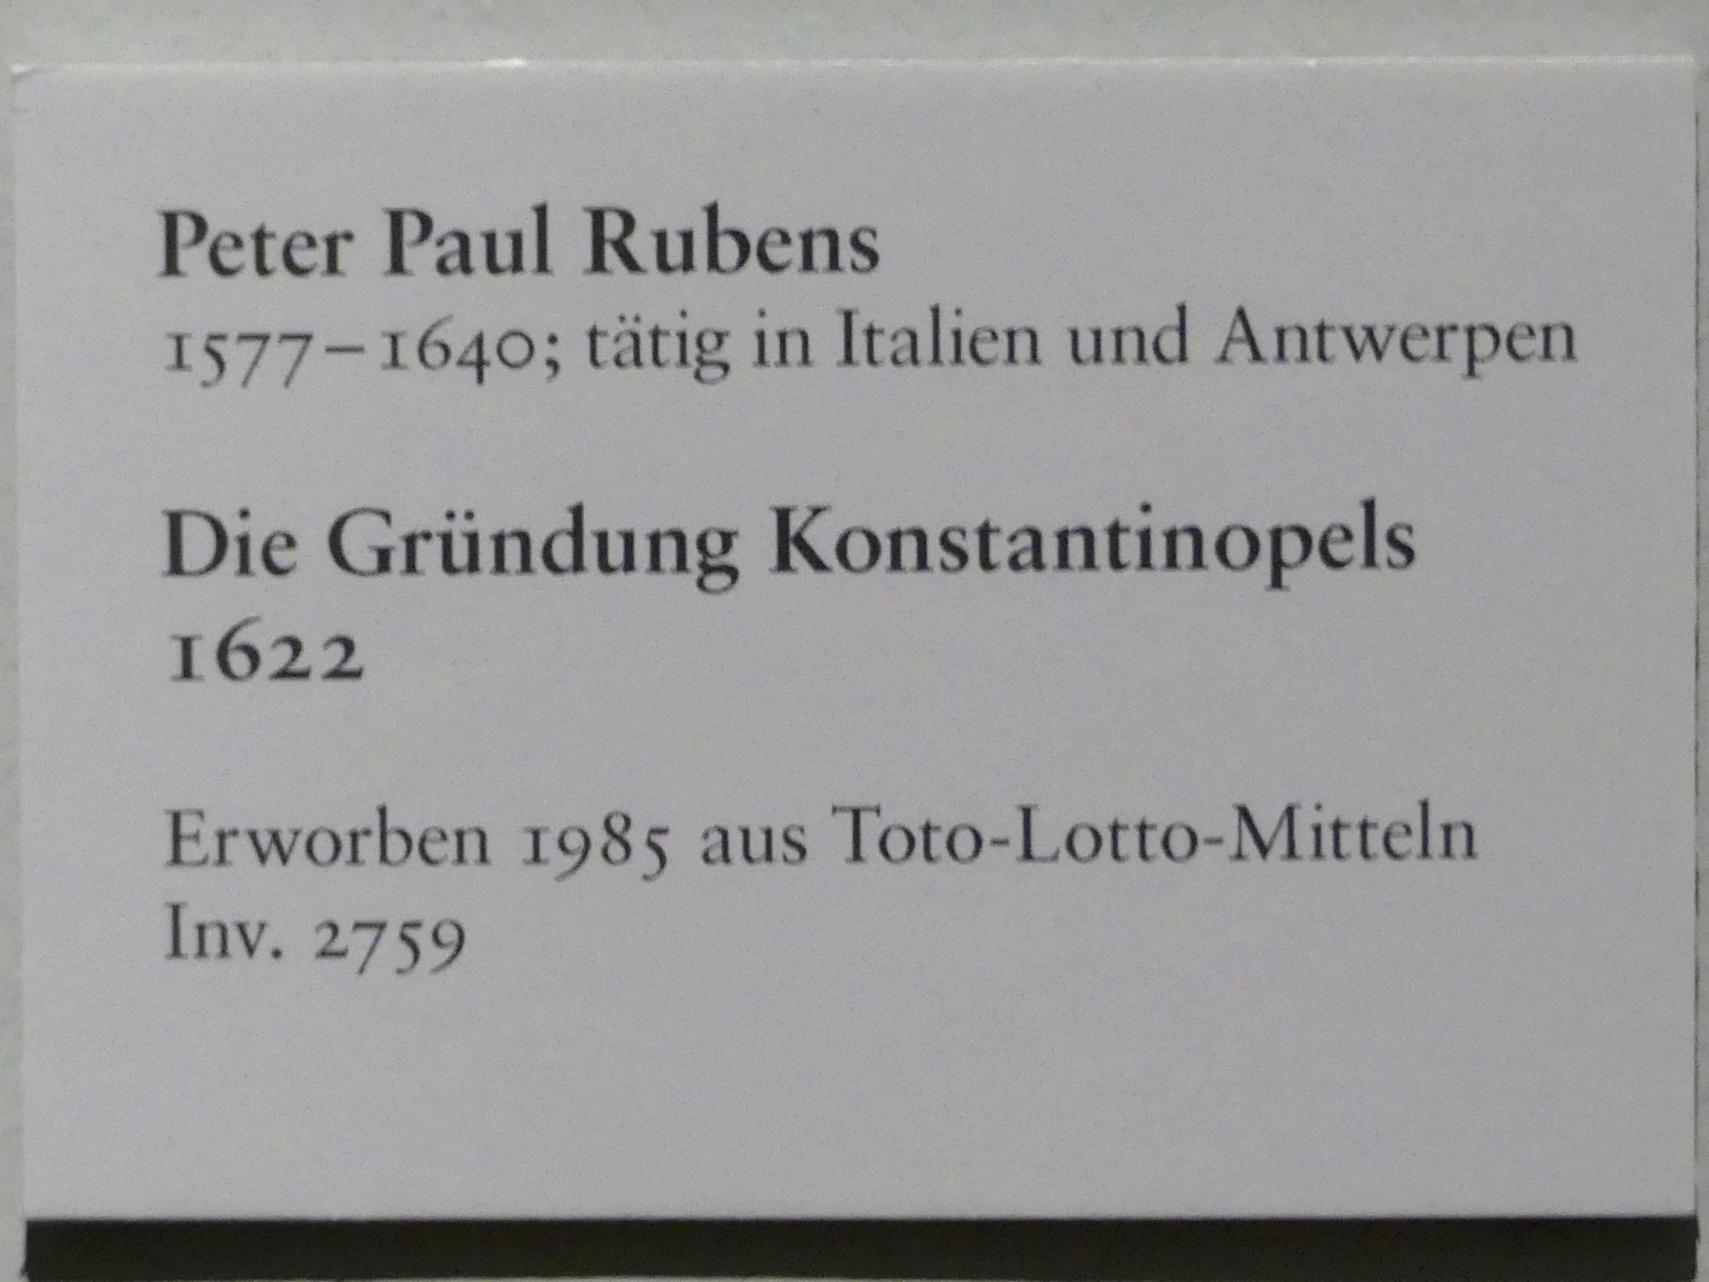 Peter Paul Rubens
1577–1640; tätig in Italien und Antwerpen
Die Gründung Konstantinopels
1622
Erworben 1985 aus Toto-Lotto-Mitteln
Inv. 2759